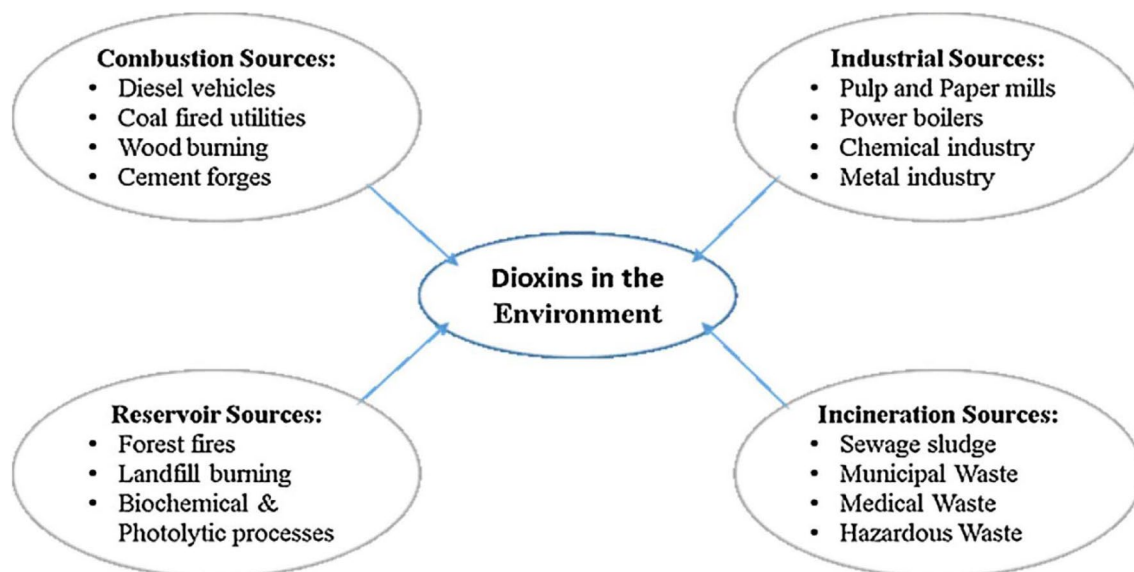 Combustion Sources:
• Diesel vehicles
• Coal fired utilities
• Wood burning
• Cement forges
Industrial Sources:
• Pulp and Paper mills
• Power boilers
• Chemical industry
• Metal industry
Dioxins in the
Environment
Reservoir Sources:
• Forest fires
• Landfill burning
• Biochemical &
Photolytic processes
Incineration Sources:
• Sewage sludge
• Municipal Waste
• Medical Waste
• Hazardous Waste